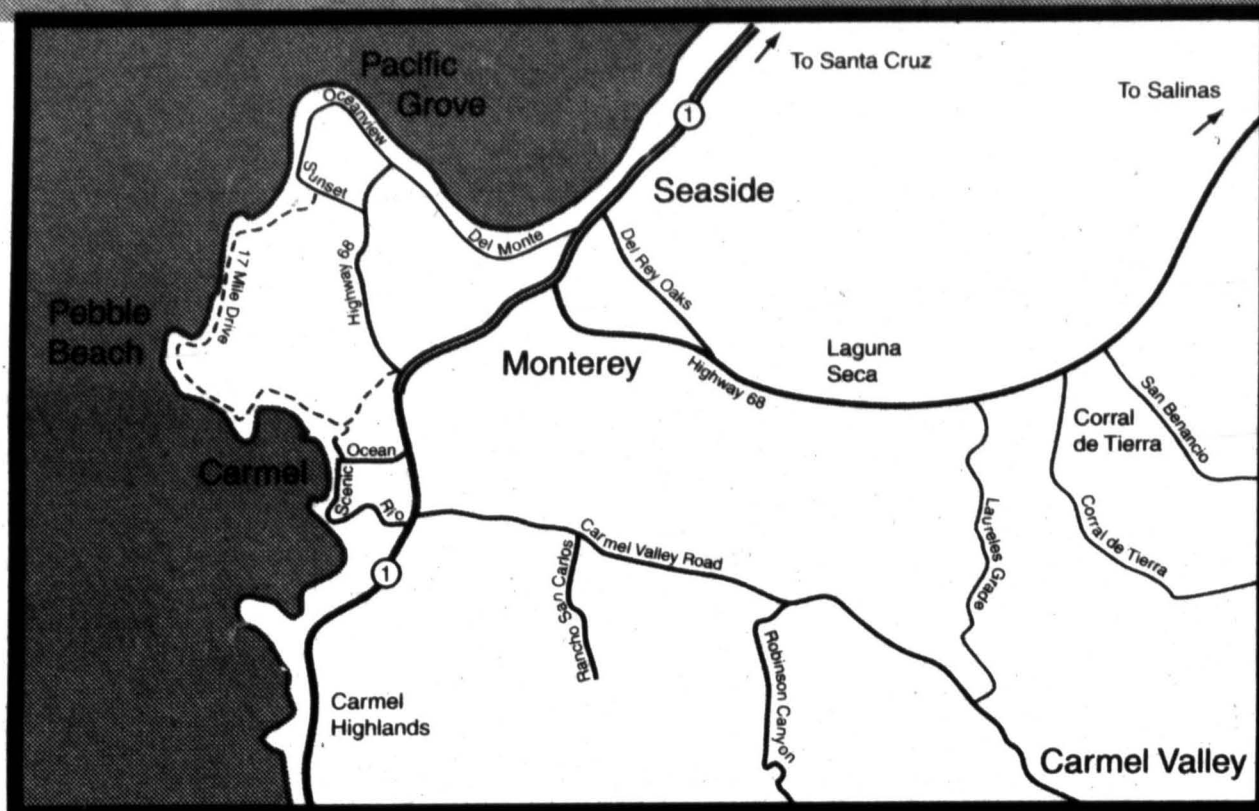 To Santa Cruz
To Salinas
Pacific
Grove
Oceanview
1
Sunset
Seaside
Del Monte
Del Rey Oaks
17 Mile Drive
Highway 68
Pebble
Beach
Monterey
Highway 68
Laguna
Seca
San Benancio
Corral
de Tierra
Ocean
Carmel
Scenic
Rio
Laureles Grade
Corral de Tierra
Carmel Valley Road
1
Rancho San Carlos
Robinson Canyon
Carmel
Highlands
Carmel Valley